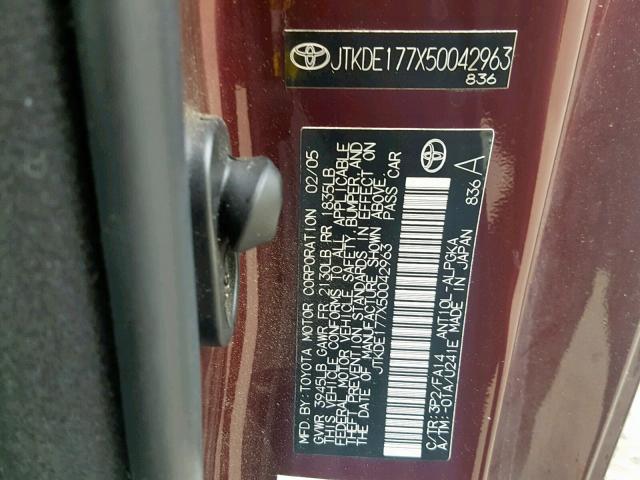 JTKDE177X50042963
836
MFD.BY:TOYOTA MOTOR CORPORATION 02/05
GVWR 3945LB GAWR FR 2130LB RR 1835LB
THIS VEHICLE CONFORMS TO ALL APPLICABLE
FEDERAL MOTOR VEHICLE SAFETY, BUMPER, AND
THEFT PREVENTION STANDARDS IN EFFECT ON
THE DATE OF MANUFACTURE SHOWN ABOVE.
JTKDE177X50042963 PASS CAR
C/TR:3P2/FA14 ANT10L-ALPGKA
A/TM:-01A/U241E MADE IN JAPAN
836 A